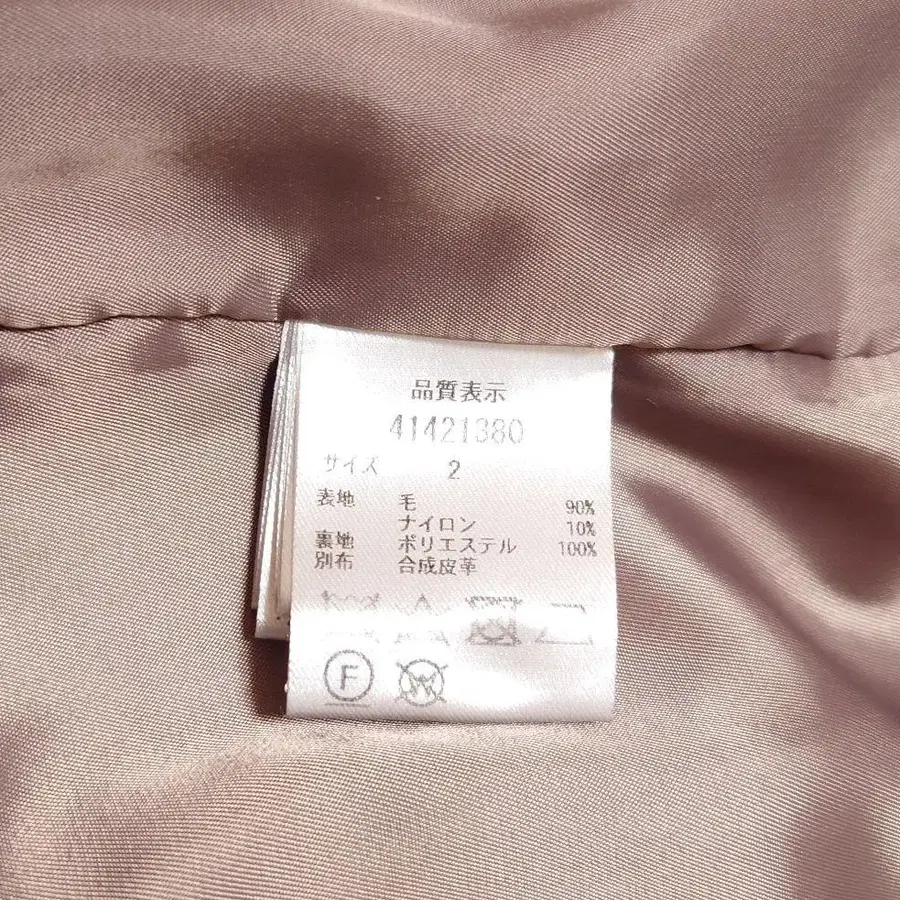 品質表示
41421380
サイズ 2
表地 毛 90%
ナイロン 10%
裏地 ポリエステル 100%
別布 合成皮革
F W